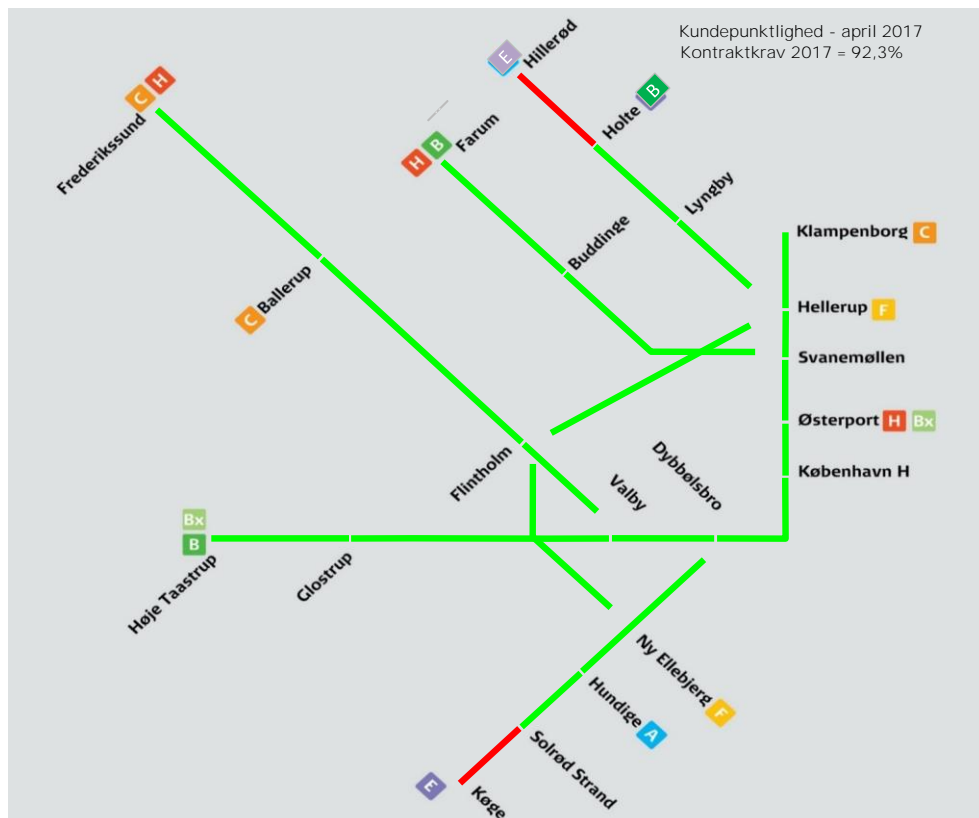 Kundepunktlighed - april 2017
Kontraktkrav 2017 = 92,3%
E
Hillerød
B
Holte
C H
Frederikssund
H B
Farum
Lyngby
Buddinge
Klampenborg C
C Ballerup
Hellerup F
Svanemøllen
Østerport H Bx
København H
Flintholm
Valby
Dybbølsbro
Bx
B
Høje Taastrup
Glostrup
Ny Ellebjerg F
Hundige A
Solrød Strand
E
Køge